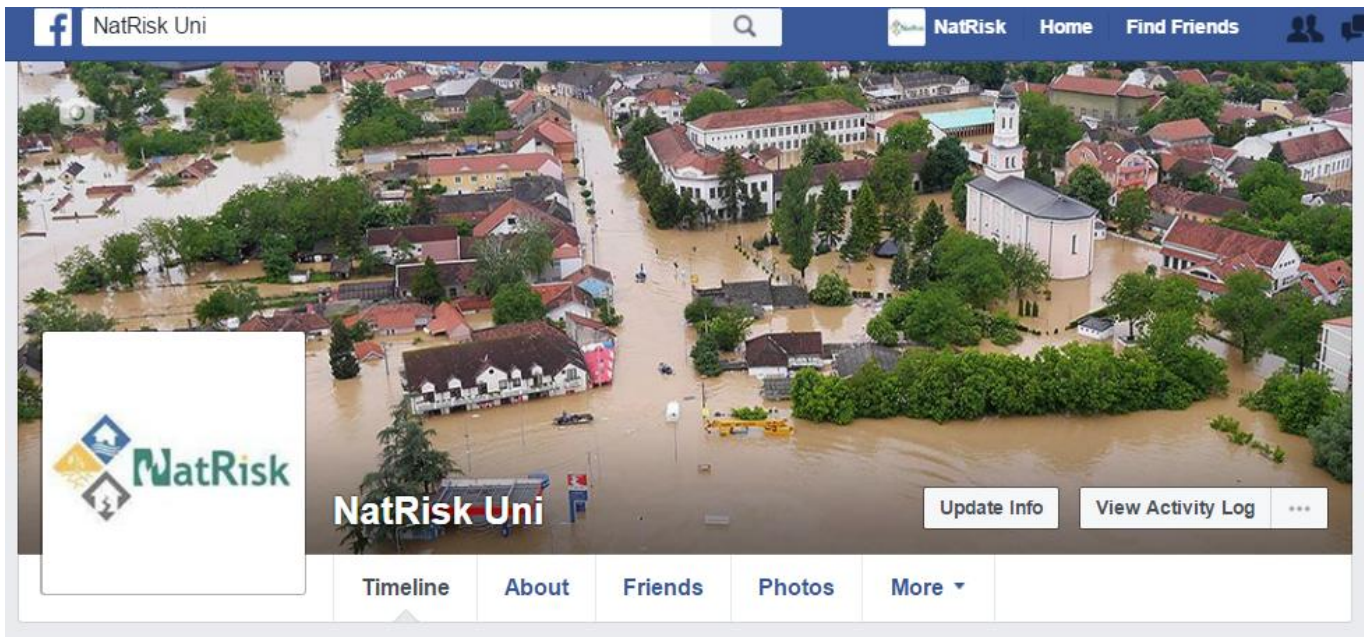 f NatRisk Uni NatRisk Home Find Friends
NatRisk
NatRisk Uni
Update Info View Activity Log ...
Timeline About Friends Photos More